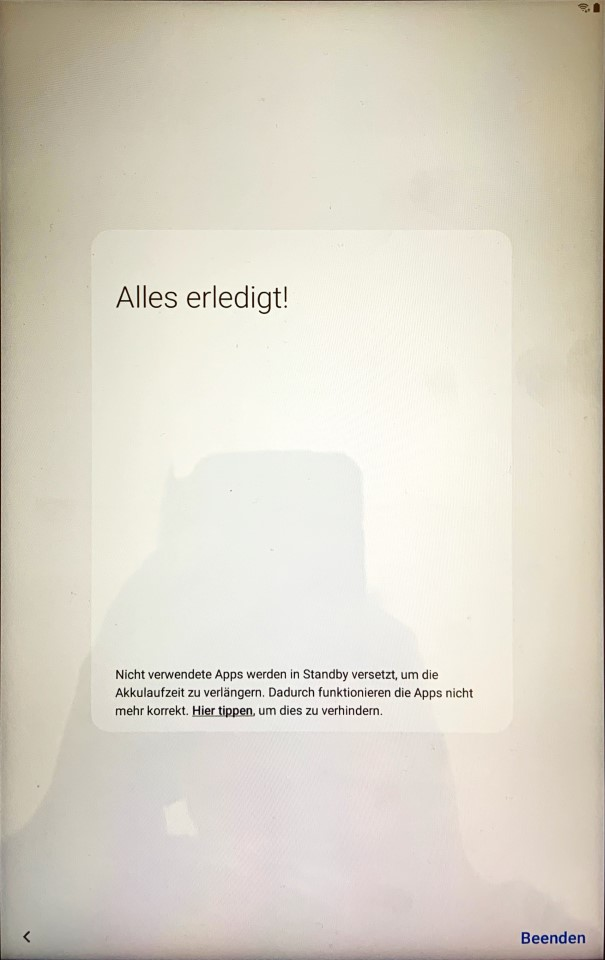 Alles erledigt!
Nicht verwendete Apps werden in Standby versetzt, um die
Akkulaufzeit zu verlängern. Dadurch funktionieren die Apps nicht
mehr korrekt. Hier tippen, um dies zu verhindern.
Beenden